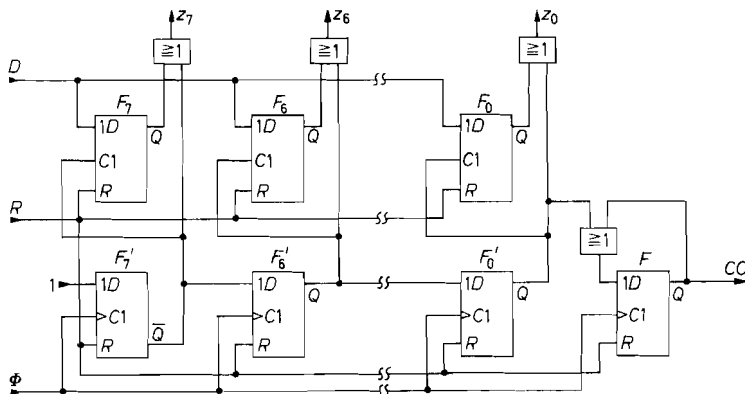 z7 z6 z0
≧1 ≧1 ≧1
D
F7 F6 F0
1D Q 1D Q 1D Q
C1 C1 C1
R R R
R
≧1
F7' F6' F0' F
1 1D 1D Q 1D Q 1D Q CC
C1 Q̅ C1 C1 C1
R R R R
Φ